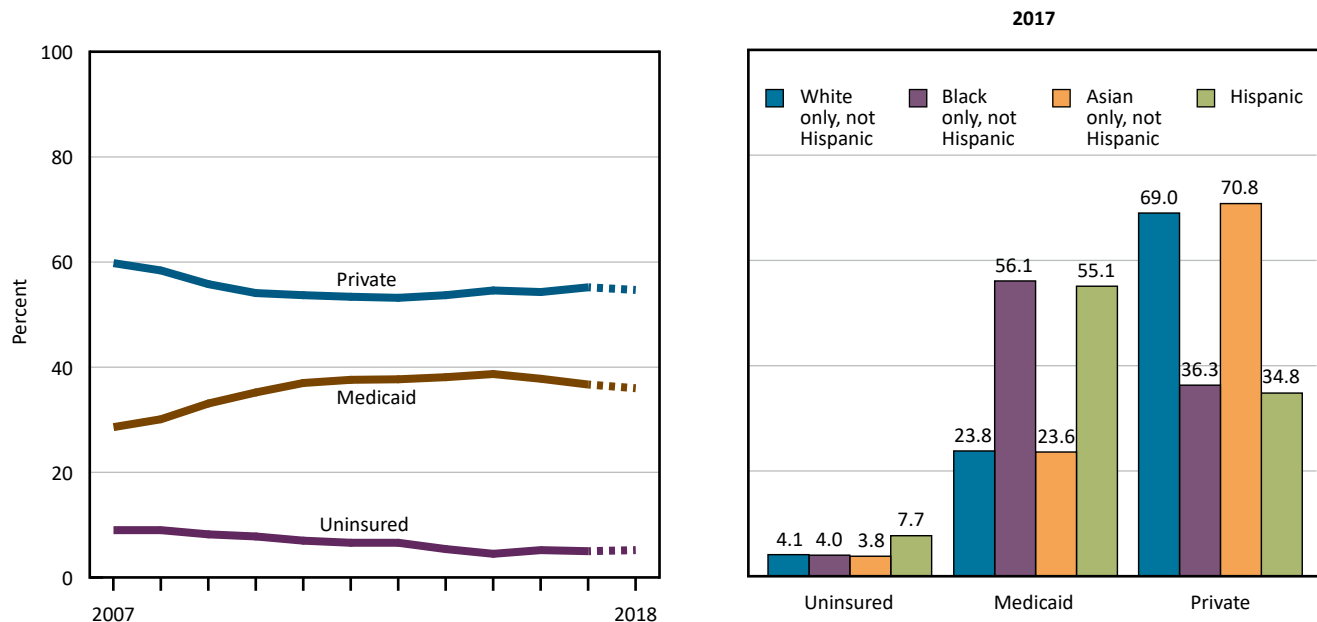 100
80
60
40
20
0
Percent
Private
Medicaid
Uninsured
2007
2018
2017
White
only, not
Hispanic
Black
only, not
Hispanic
Asian
only, not
Hispanic
Hispanic
4.1
4.0
3.8
7.7
23.8
56.1
23.6
55.1
69.0
36.3
70.8
34.8
Uninsured
Medicaid
Private